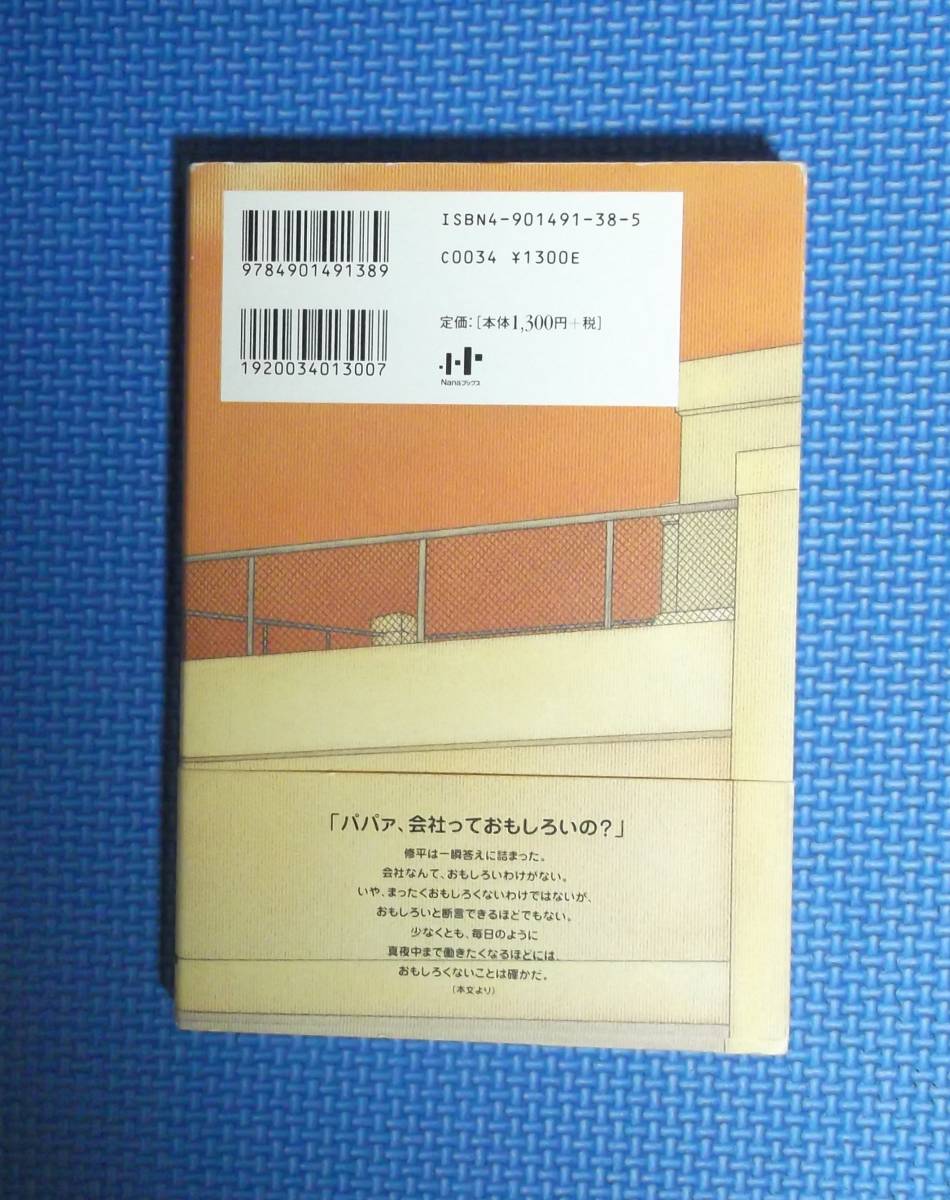 ISBN4-901491-38-5
9784901491389
C0034 ¥1300E
定価:[本体1,300円+税]
1920034013007
Nanaブックス
「パパァ、会社っておもしろいの?」
修平は一瞬答えに詰まった。
会社なんて、おもしろいわけがない。
いや、まったくおもしろくないわけではないが、
おもしろいと断言できるほどでもない。
少なくとも、毎日のように
真夜中まで働きたくなるほどには、
おもしろくないことは確かだ。
(本文より)